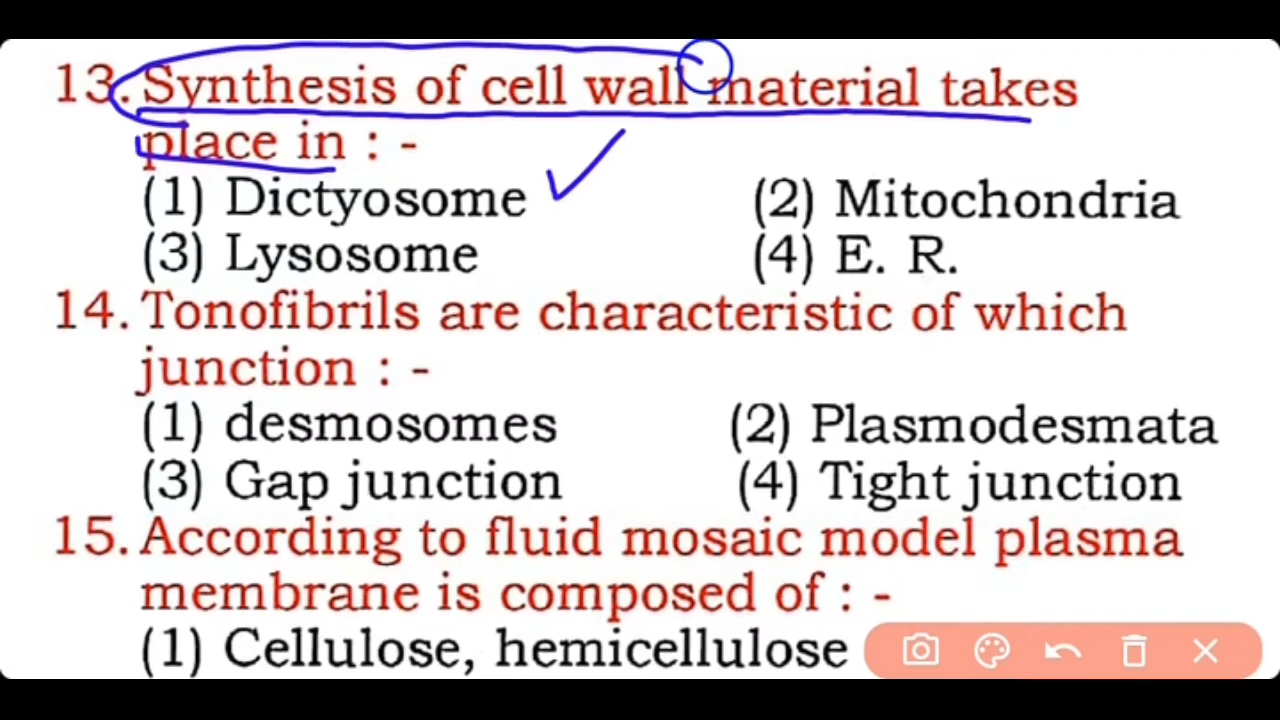 13. Synthesis of cell wall material takes
place in : -
(1) Dictyosome (2) Mitochondria
(3) Lysosome (4) E. R.
14. Tonofibrils are characteristic of which
junction : -
(1) desmosomes (2) Plasmodesmata
(3) Gap junction (4) Tight junction
15. According to fluid mosaic model plasma
membrane is composed of : -
(1) Cellulose, hemicellulose